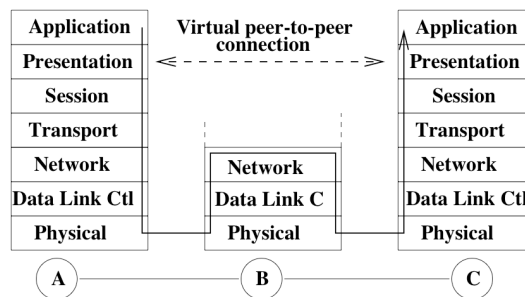 Application
Presentation
Session
Transport
Network
Data Link Ctl
Physical
A
Virtual peer-to-peer
connection
Network
Data Link C
Physical
B
Application
Presentation
Session
Transport
Network
Data Link Ctl
Physical
C